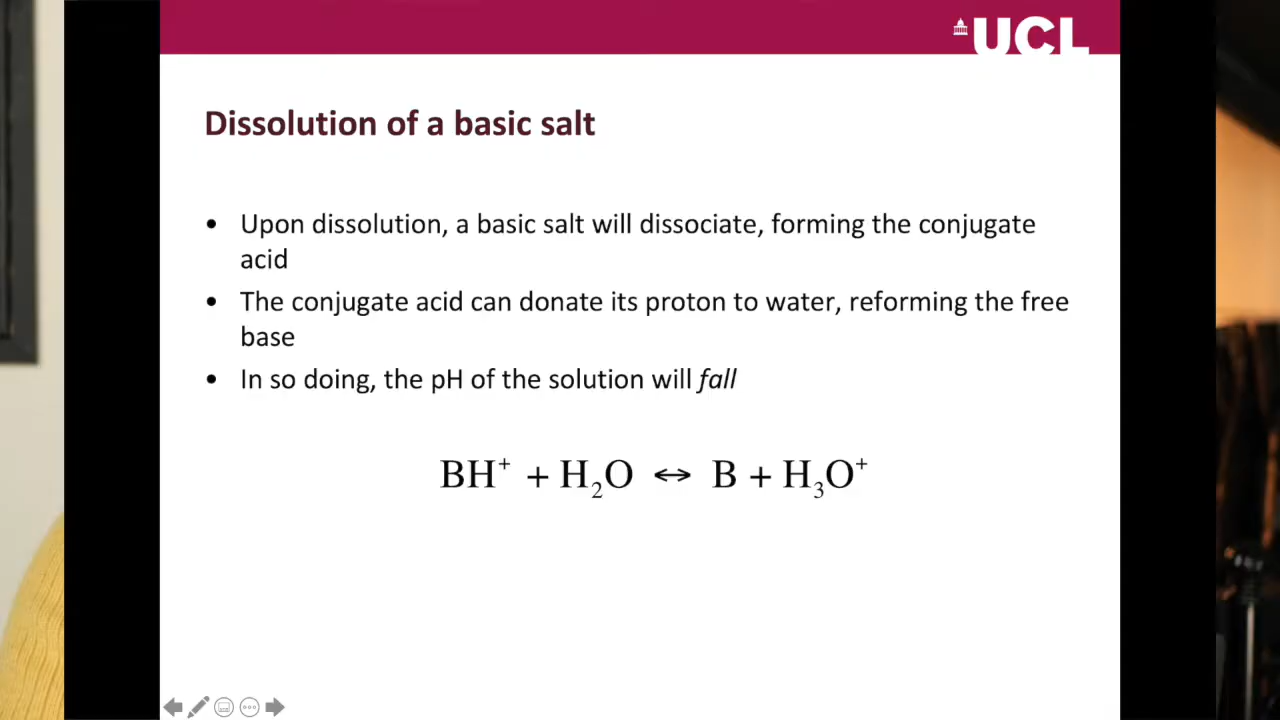 UCL
Dissolution of a basic salt
• Upon dissolution, a basic salt will dissociate, forming the conjugate
acid
• The conjugate acid can donate its proton to water, reforming the free
base
• In so doing, the pH of the solution will fall
BH⁺ + H₂O ↔ B + H₃O⁺